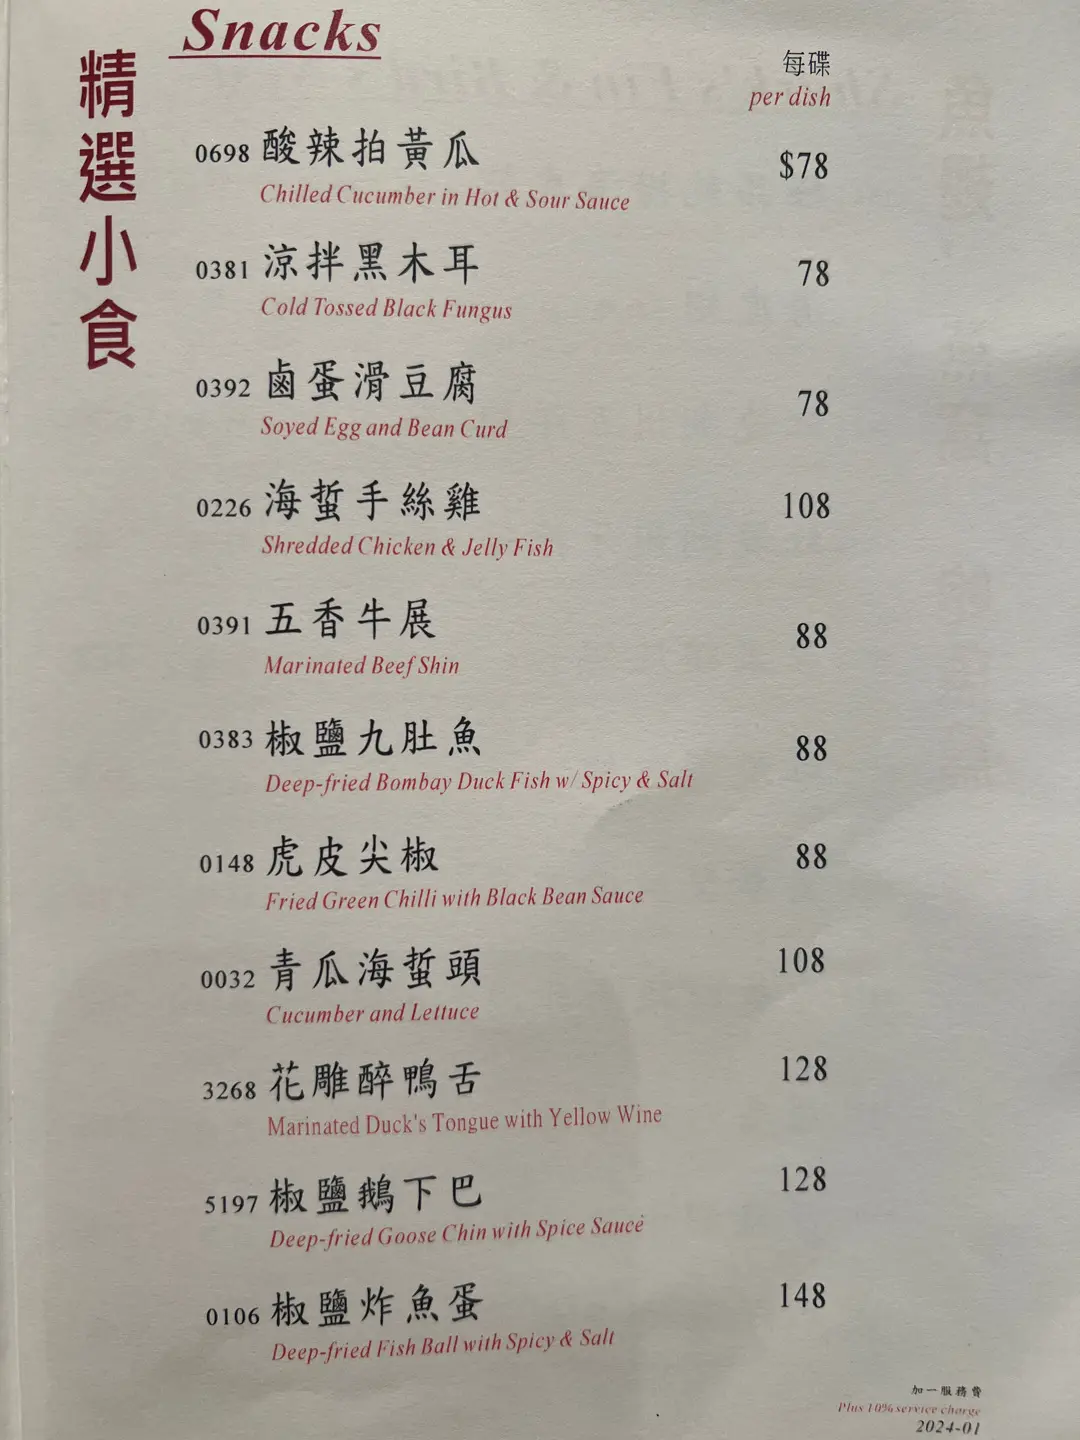 Snacks
精選小食
每碟
per dish
0698 酸辣拍黃瓜 $78
Chilled Cucumber in Hot & Sour Sauce
0381 涼拌黑木耳 78
Cold Tossed Black Fungus
0392 鹵蛋滑豆腐 78
Soyed Egg and Bean Curd
0226 海蜇手絲雞 108
Shredded Chicken & Jelly Fish
0391 五香牛展 88
Marinated Beef Shin
0383 椒鹽九肚魚 88
Deep-fried Bombay Duck Fish w/ Spicy & Salt
0148 虎皮尖椒 88
Fried Green Chilli with Black Bean Sauce
0032 青瓜海蜇頭 108
Cucumber and Lettuce
3268 花雕醉鴨舌 128
Marinated Duck's Tongue with Yellow Wine
5197 椒鹽鵝下巴 128
Deep-fried Goose Chin with Spice Sauce
0106 椒鹽炸魚蛋 148
Deep-fried Fish Ball with Spicy & Salt
加一服務費
Plus 10% service charge
2024-01